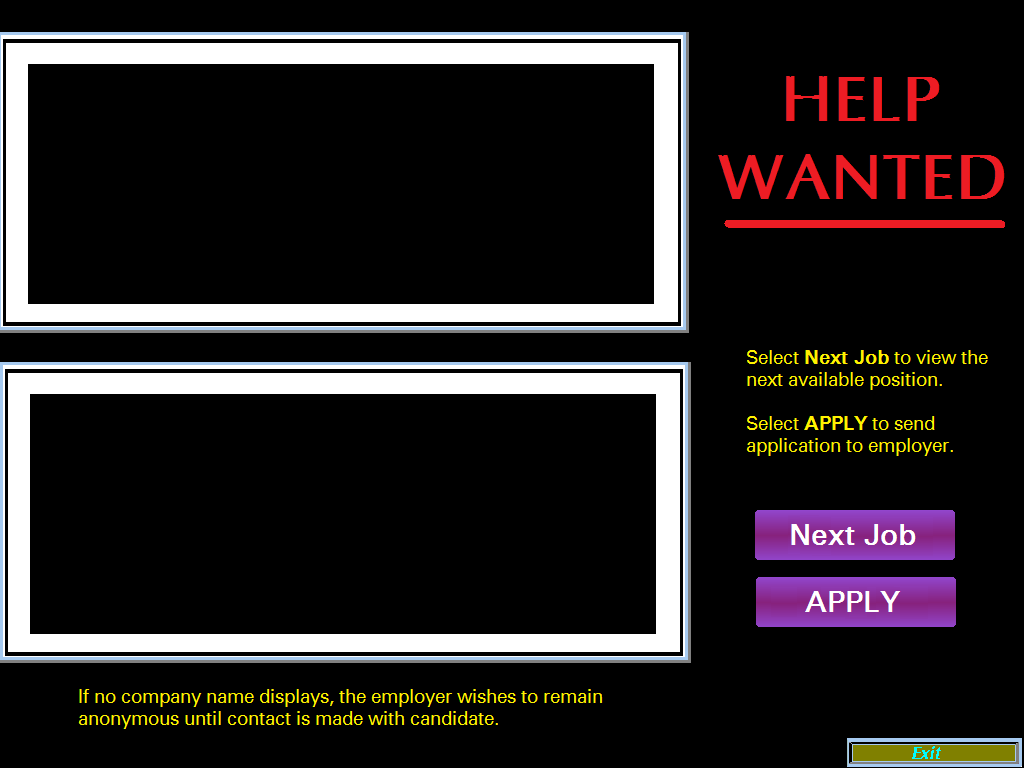 HELP
WANTED
Select Next Job to view the
next available position.
Select APPLY to send
application to employer.
Next Job
APPLY
If no company name displays, the employer wishes to remain
anonymous until contact is made with candidate.
Exit